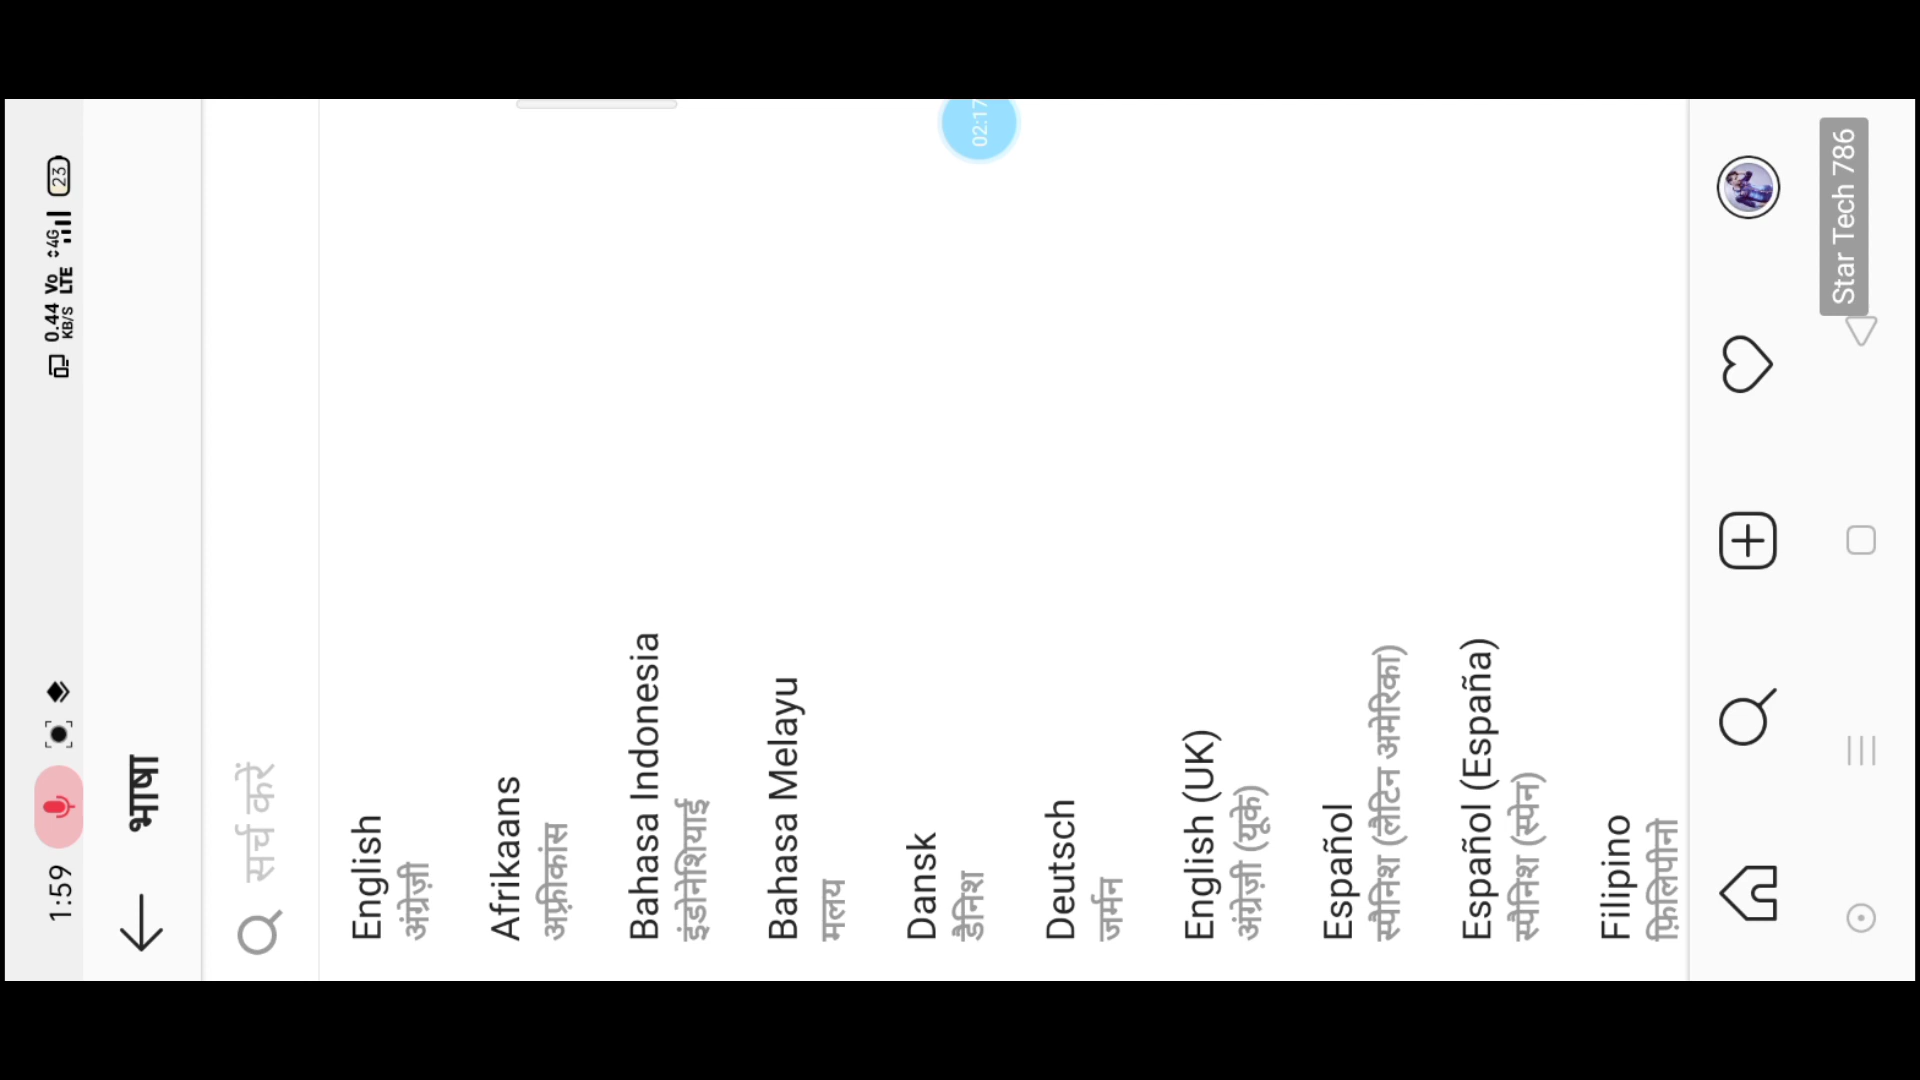 1:59
0.44 KB/S Vo LTE 4G 23
भाषा
सर्च करें
02:17
English
अंग्रेज़ी
Afrikaans
अफ़्रीकांस
Bahasa Indonesia
इंडोनेशियाई
Bahasa Melayu
मलय
Dansk
डैनिश
Deutsch
जर्मन
English (UK)
अंग्रेज़ी (यूके)
Español
स्पैनिश (लैटिन अमेरिका)
Español (España)
स्पैनिश (स्पेन)
Filipino
फ़िलिपीनो
Star Tech 786